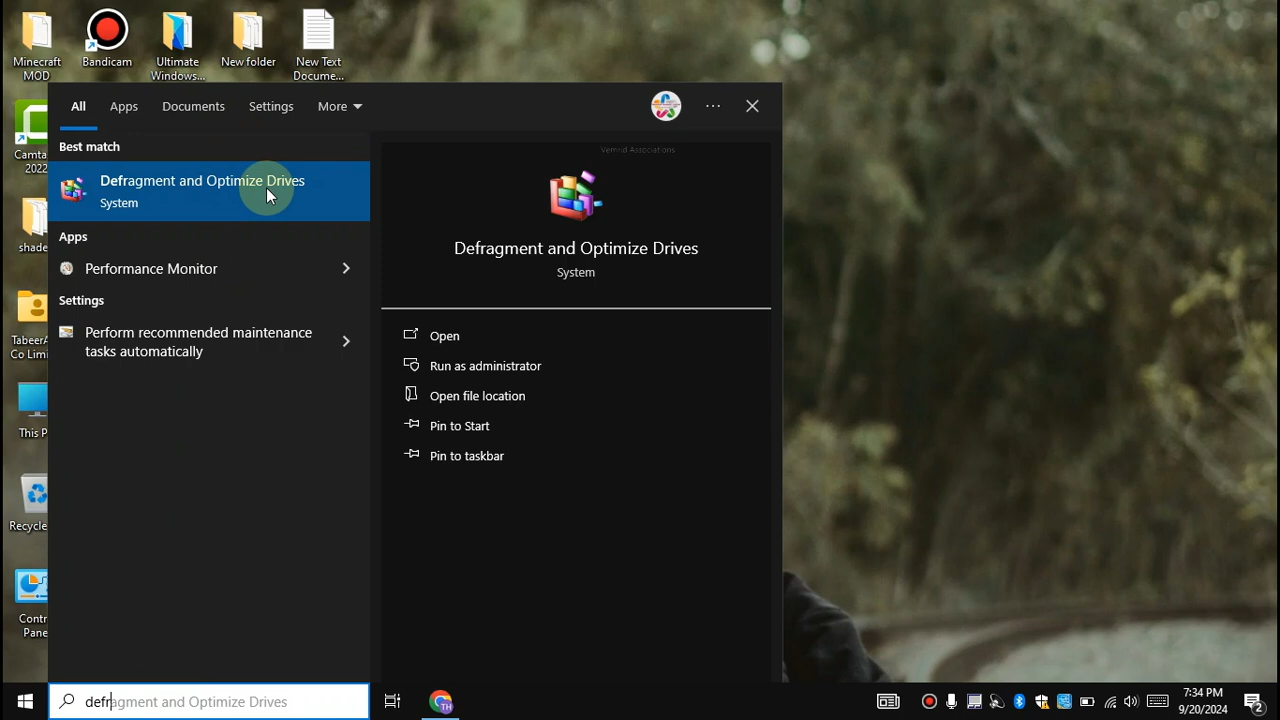 Minecraft
MOD
Bandicam
Ultimate
Windows...
New folder
New Text
Docume...
All
Apps
Documents
Settings
More
Best match
Defragment and Optimize Drives
System
Apps
Performance Monitor
Settings
Perform recommended maintenance
tasks automatically
Defragment and Optimize Drives
System
Open
Run as administrator
Open file location
Pin to Start
Pin to taskbar
Camta
2022
shade
TabeerA
Co Limi
This P
Recycle
Contr
Pane
defragment and Optimize Drives
TH
7:34 PM
9/20/2024
2